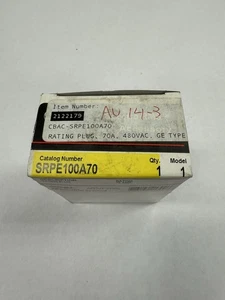 Item Number
2122179
AU 14-3
CBAC-SRPE100A70
RATING PLUG, 70A, 480VAC, GE TYPE
Catalog Number
Qty.
Model
SRPE100A70
1
1